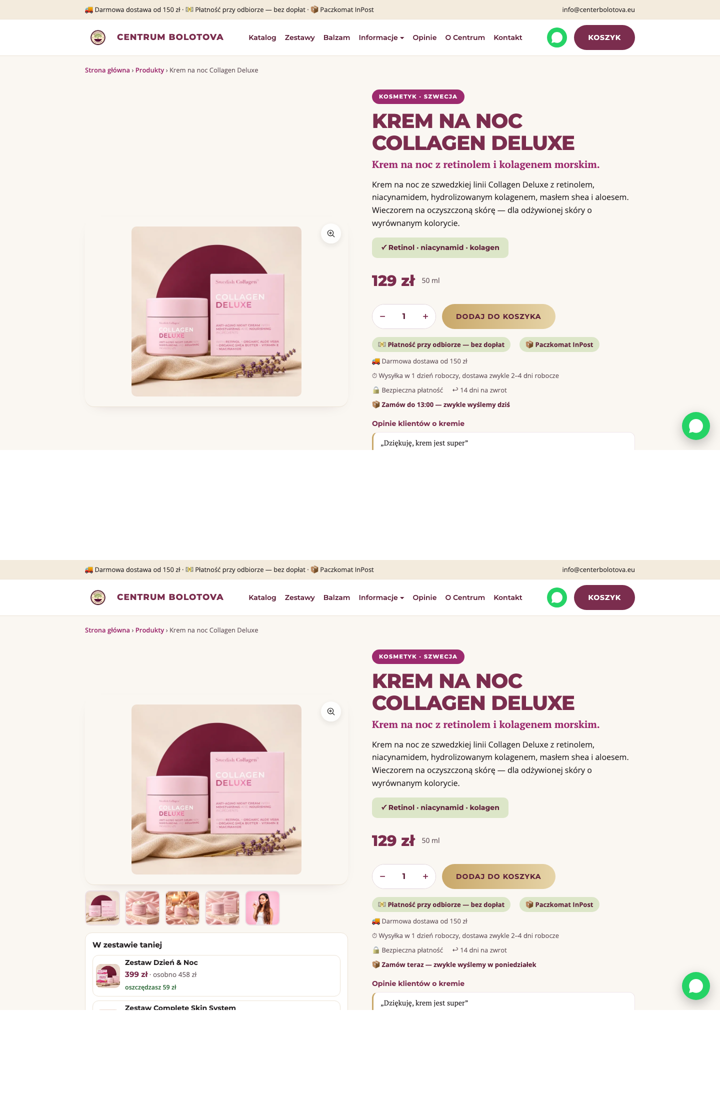 🚚 Darmowa dostawa od 150 zł · 💵 Płatność przy odbiorze — bez dopłat · 📦 Paczkomat InPost
info@centerbolotova.eu
CENTRUM BOLOTOVA
Katalog Zestawy Balzam Informacje Opinie O Centrum Kontakt
KOSZYK
Strona główna › Produkty › Krem na noc Collagen Deluxe
Swedish Collagen
COLLAGEN
DELUXE
COLLAGEN
DELUXE
KOSMETYK · SZWECJA
KREM NA NOC
COLLAGEN DELUXE
Krem na noc z retinolem i kolagenem morskim.
Krem na noc ze szwedzkiej linii Collagen Deluxe z retinolem,
niacynamidem, hydrolizowanym kolagenem, masłem shea i aloesem.
Wieczorem na oczyszczoną skórę — dla odżywionej skóry o
wyrównanym kolorycie.
✓ Retinol · niacynamid · kolagen
129 zł 50 ml
− 1 + DODAJ DO KOSZYKA
💵 Płatność przy odbiorze — bez dopłat 📦 Paczkomat InPost
🚚 Darmowa dostawa od 150 zł
⏱ Wysyłka w 1 dzień roboczy, dostawa zwykle 2–4 dni robocze
🔒 Bezpieczna płatność ↩ 14 dni na zwrot
📦 Zamów do 13:00 — zwykle wyślemy dziś
Opinie klientów o kremie
„Dziękuję, krem jest super"
🚚 Darmowa dostawa od 150 zł · 💵 Płatność przy odbiorze — bez dopłat · 📦 Paczkomat InPost
info@centerbolotova.eu
CENTRUM BOLOTOVA
Katalog Zestawy Balzam Informacje Opinie O Centrum Kontakt
KOSZYK
Strona główna › Produkty › Krem na noc Collagen Deluxe
Swedish Collagen
COLLAGEN
DELUXE
COLLAGEN
DELUXE
W zestawie taniej
Zestaw Dzień & Noc
399 zł · osobno 458 zł
oszczędzasz 59 zł
Zestaw Complete Skin System
KOSMETYK · SZWECJA
KREM NA NOC
COLLAGEN DELUXE
Krem na noc z retinolem i kolagenem morskim.
Krem na noc ze szwedzkiej linii Collagen Deluxe z retinolem,
niacynamidem, hydrolizowanym kolagenem, masłem shea i aloesem.
Wieczorem na oczyszczoną skórę — dla odżywionej skóry o
wyrównanym kolorycie.
✓ Retinol · niacynamid · kolagen
129 zł 50 ml
− 1 + DODAJ DO KOSZYKA
💵 Płatność przy odbiorze — bez dopłat 📦 Paczkomat InPost
🚚 Darmowa dostawa od 150 zł
⏱ Wysyłka w 1 dzień roboczy, dostawa zwykle 2–4 dni robocze
🔒 Bezpieczna płatność ↩ 14 dni na zwrot
📦 Zamów teraz — zwykle wyślemy w poniedziałek
Opinie klientów o kremie
„Dziękuję, krem jest super"